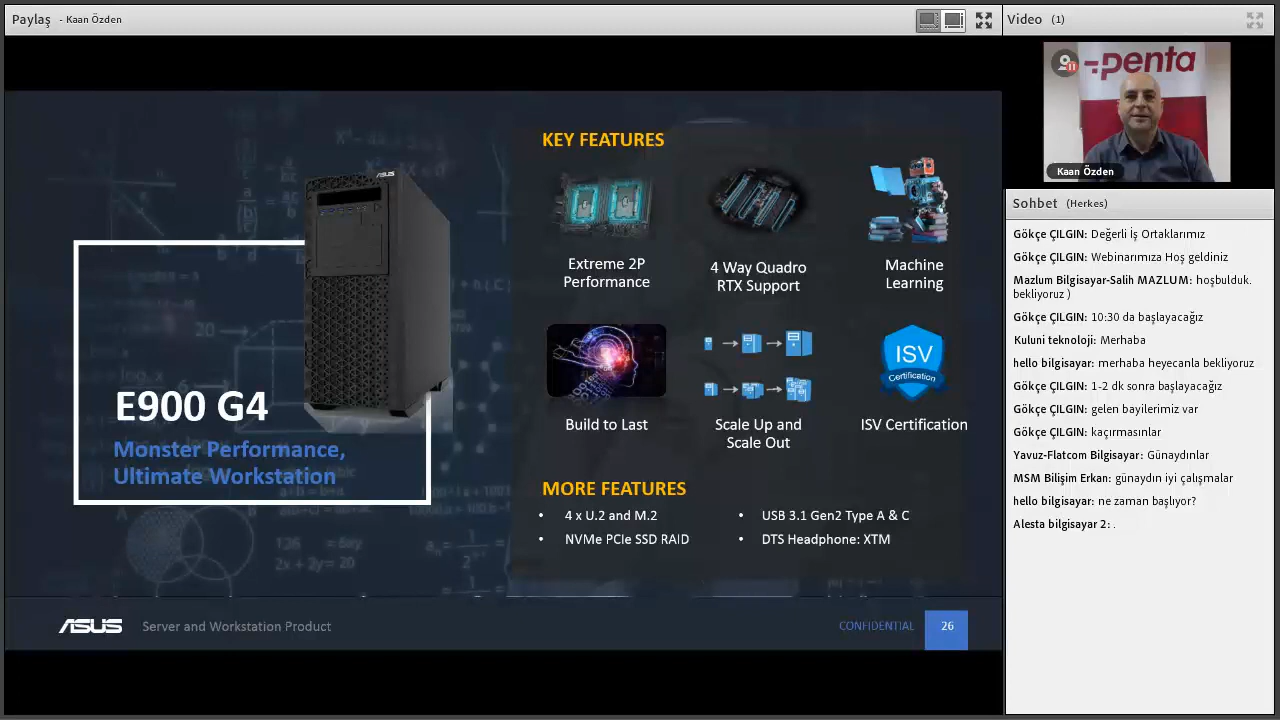 Paylaş - Kaan Özden
Video (1)
penta
Kaan Özden
ASUS
E900 G4
Monster Performance,
Ultimate Workstation
KEY FEATURES
Extreme 2P
Performance
4 Way Quadro
RTX Support
Machine
Learning
Build to Last
Scale Up and
Scale Out
ISV
Certification
ISV Certification
MORE FEATURES
• 4 x U.2 and M.2
• NVMe PCIe SSD RAID
• USB 3.1 Gen2 Type A & C
• DTS Headphone: XTM
ASUS Server and Workstation Product
CONFIDENTIAL 26
Sohbet (Herkes)
Gökçe ÇILGIN: Değerli İş Ortaklarımız
Gökçe ÇILGIN: Webinarımıza Hoş geldiniz
Mazlum Bilgisayar-Salih MAZLUM: hoşbulduk.
bekliyoruz )
Gökçe ÇILGIN: 10:30 da başlayacağız
Kuluni teknoloji: Merhaba
hello bilgisayar: merhaba heyecanla bekliyoruz
Gökçe ÇILGIN: 1-2 dk sonra başlayacağız
Gökçe ÇILGIN: gelen bayilerimiz var
Gökçe ÇILGIN: kaçırmasınlar
Yavuz-Flatcom Bilgisayar: Günaydınlar
MSM Bilişim Erkan: günaydın iyi çalışmalar
hello bilgisayar: ne zaman başlıyor?
Alesta bilgisayar 2: .